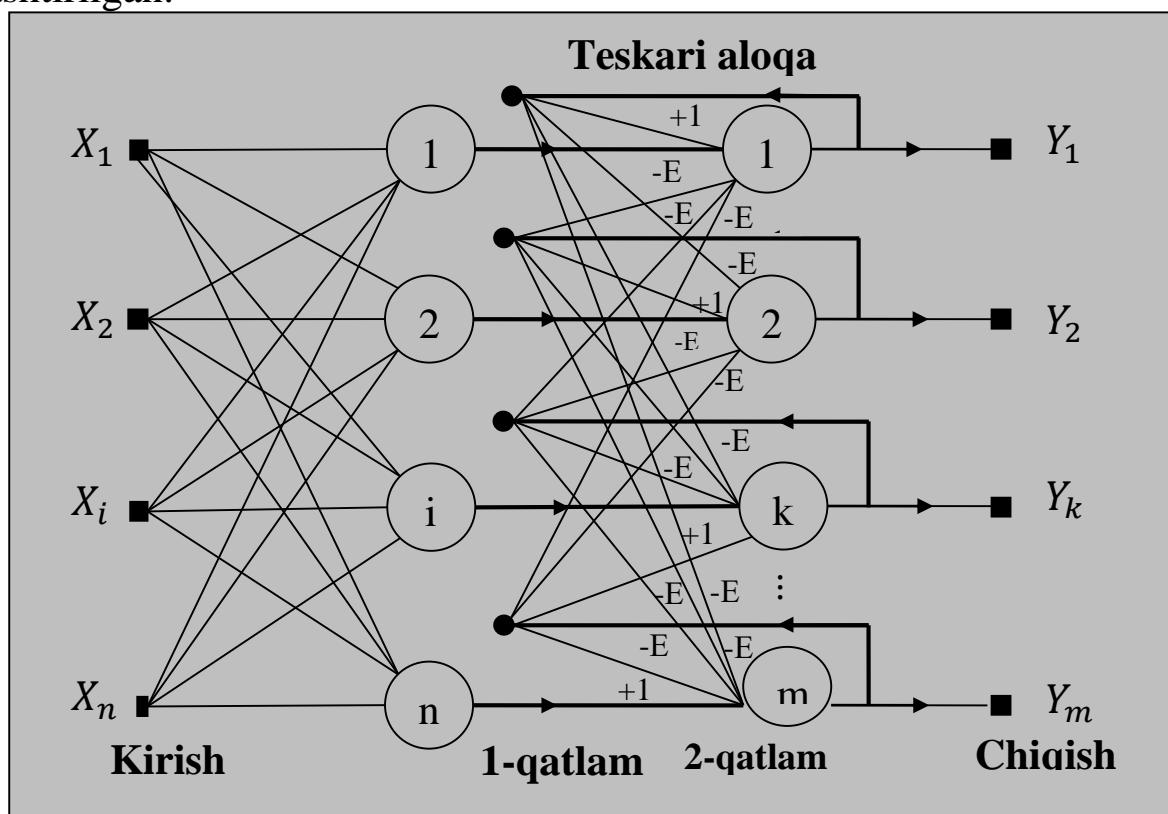 Teskari aloqa
X₁ 1 +1 1 Y₁
-E
-E -E
-E
X₂ 2 +1 2 Y₂
-E
-E
-E
-E
Xᵢ i k Yₖ
+1
⋮
-E -E
-E -E
+1
Xₙ n m Yₘ
Kirish 1-qatlam 2-qatlam Chiqish